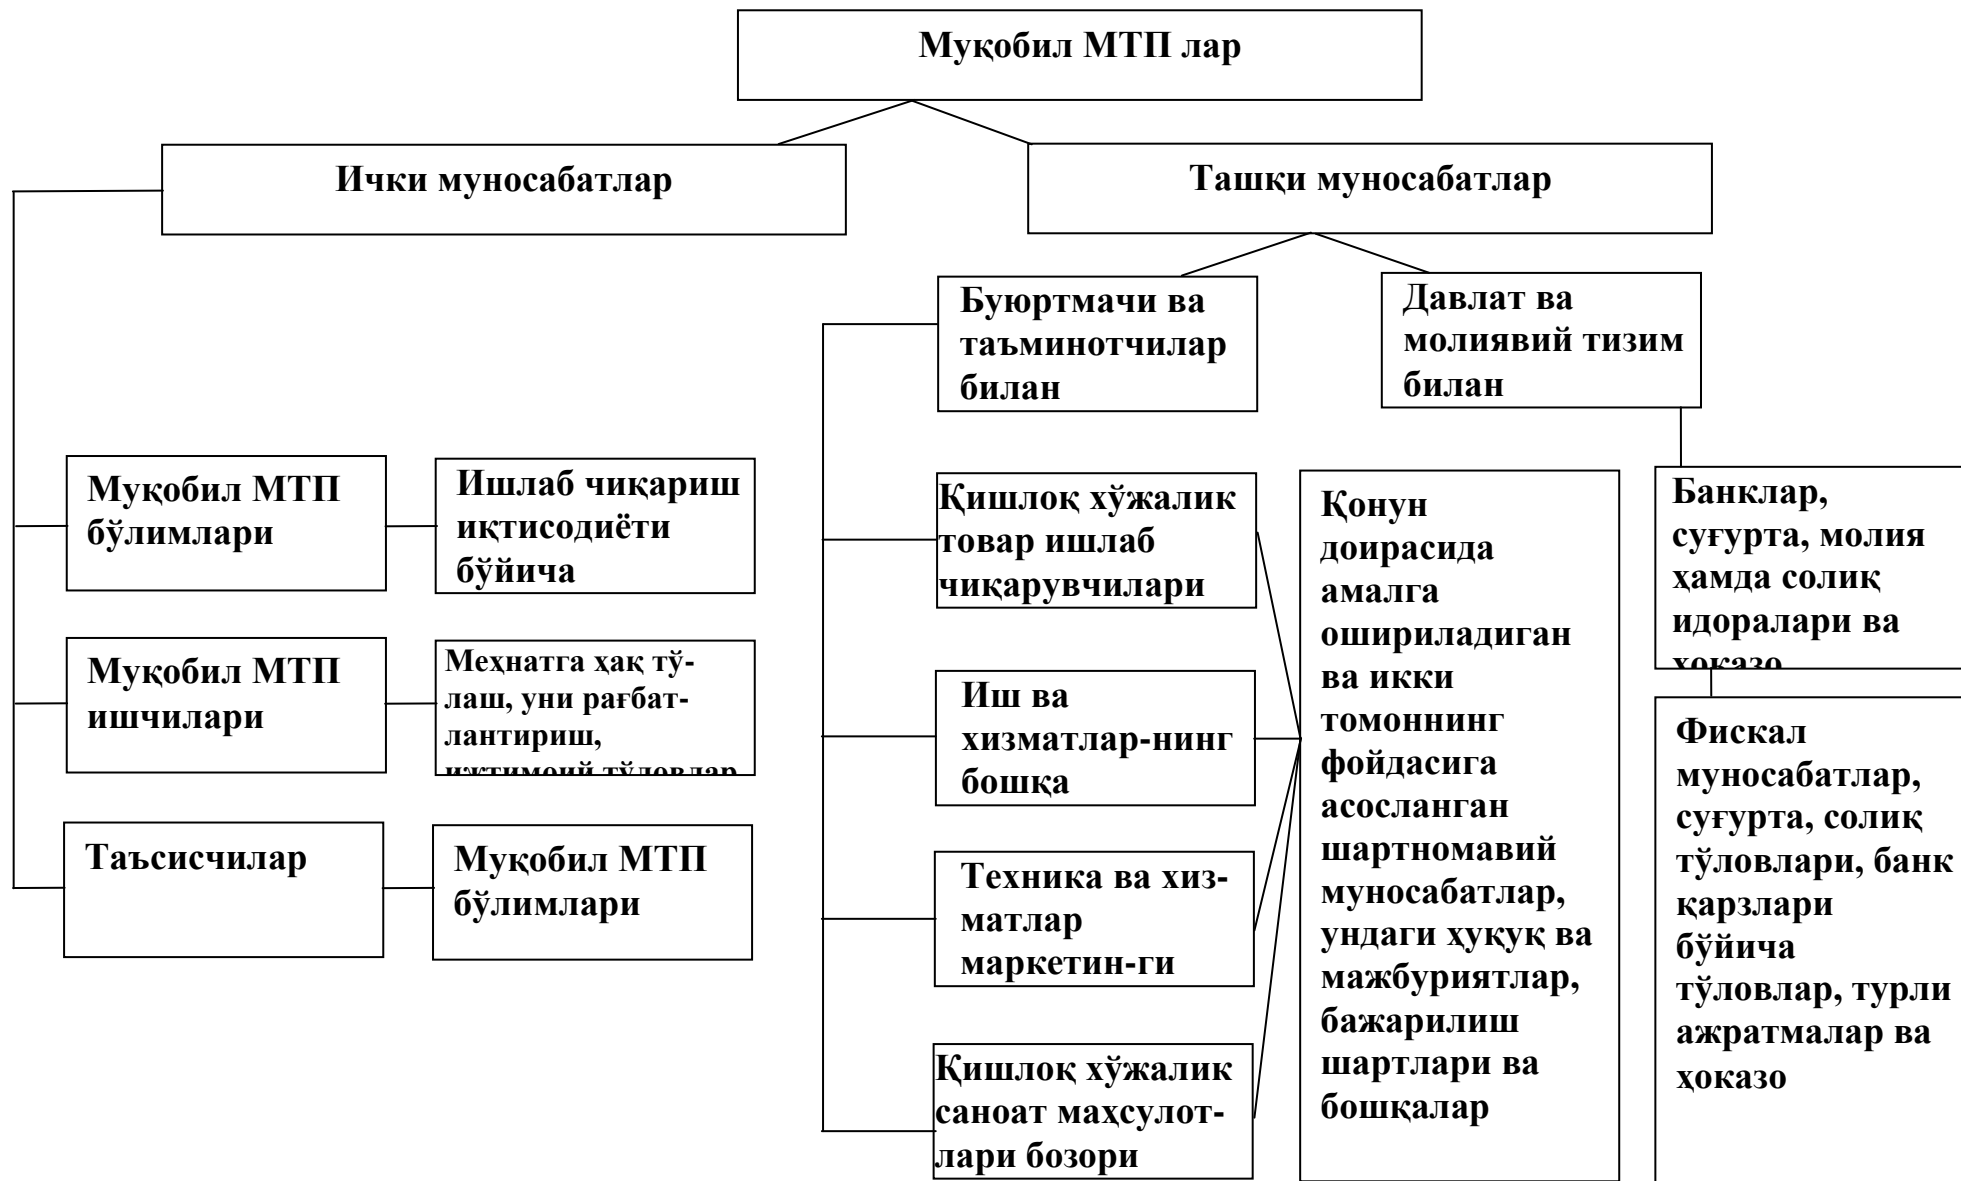 Муқобил МТП лар
Ички муносабатлар
Ташқи муносабатлар
Буюртмачи ва
таъминотчилар
билан
Давлат ва
молиявий тизим
билан
Муқобил МТП
бўлимлари
Ишлаб чиқариш
иқтисодиёти
бўйича
Муқобил МТП
ишчилари
Меҳнатга ҳақ тў-
лаш, уни рағбат-
лантириш,
ижтимоий тўловлар
Таъсисчилар
Муқобил МТП
бўлимлари
Қишлоқ хўжалик
товар ишлаб
чиқарувчилари
Иш ва
хизматлар-нинг
бошқа
Техника ва хиз-
матлар
маркетин-ги
Қишлоқ хўжалик
саноат маҳсулот-
лари бозори
Қонун
доирасида
амалга
ошириладиган
ва икки
томоннинг
фойдасига
асосланган
шартномавий
муносабатлар,
ундаги ҳуқуқ ва
мажбуриятлар,
бажарилиш
шартлари ва
бошқалар
Банклар,
суғурта, молия
ҳамда солиқ
идоралари ва
ҳоказо
Фискал
муносабатлар,
суғурта, солиқ
тўловлари, банк
қарзлари
бўйича
тўловлар, турли
ажратмалар ва
ҳоказо